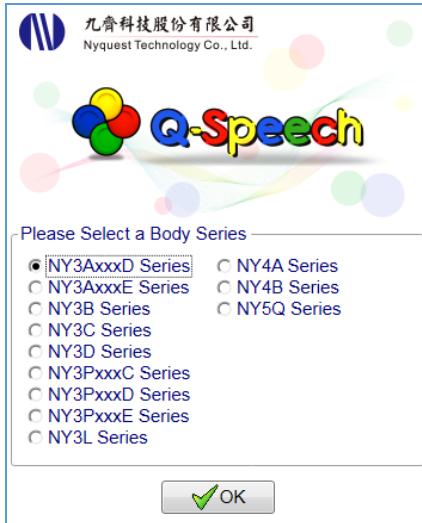 九齊科技股份有限公司
Nyquest Technology Co., Ltd.
Q-Speech
Please Select a Body Series
NY3AxxxD Series
NY3AxxxE Series
NY3B Series
NY3C Series
NY3D Series
NY3PxxxC Series
NY3PxxxD Series
NY3PxxxE Series
NY3L Series
NY4A Series
NY4B Series
NY5Q Series
OK